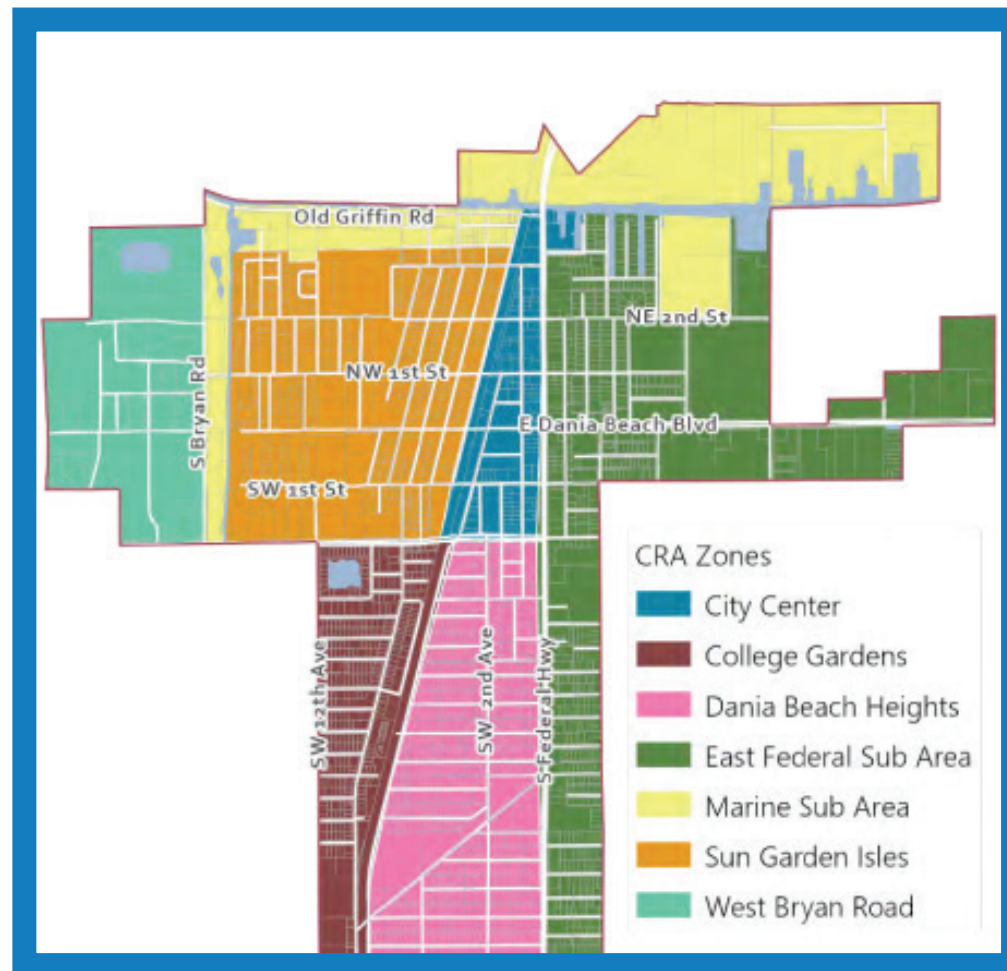 Old Griffin Rd
NE 2nd St
NW 1st St
S Bryan Rd
E Dania Beach Blvd
SW 1st St
SW 12th Ave
SW 2nd Ave
S Federal Hwy
CRA Zones
City Center
College Gardens
Dania Beach Heights
East Federal Sub Area
Marine Sub Area
Sun Garden Isles
West Bryan Road